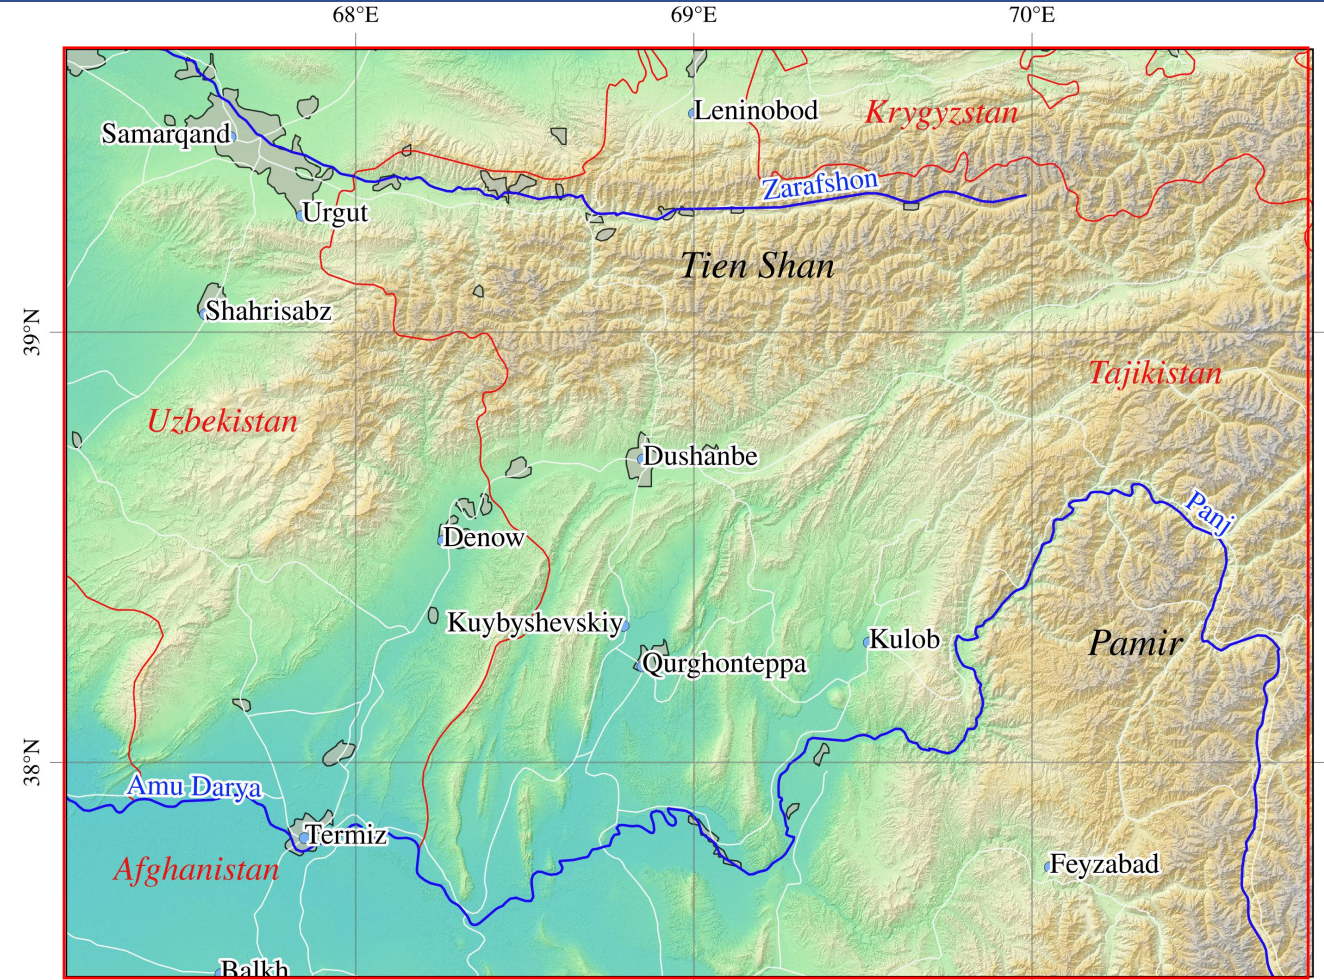 68°E 69°E 70°E
Leninobod
Krygyzstan
Samarqand
Zarafshon
Urgut
Tien Shan
Shahrisabz
39°N
Tajikistan
Uzbekistan
Dushanbe
Panj
Denow
Kuybyshevskiy
Kulob
Pamir
Qurghonteppa
38°N
Amu Darya
Termiz
Afghanistan
Feyzabad
Balkh